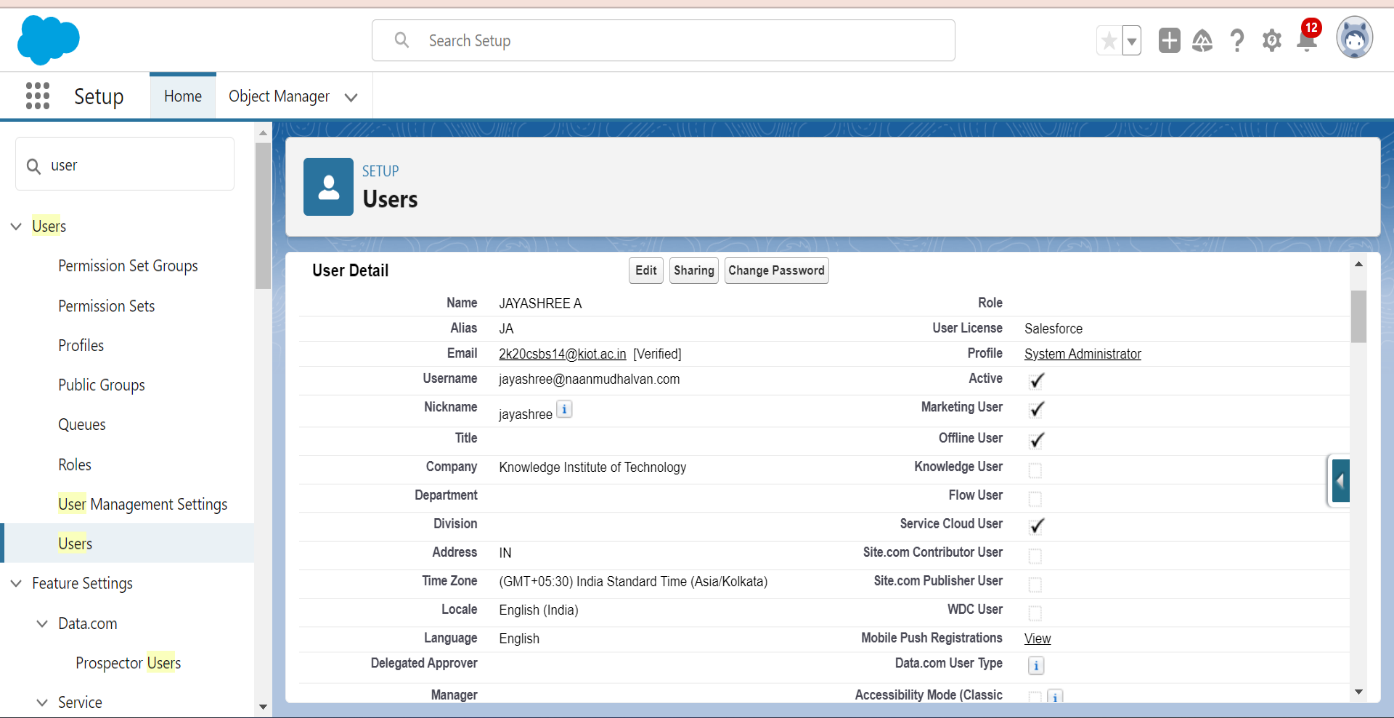 Search Setup
12
Setup
Home
Object Manager
user
Users
Permission Set Groups
Permission Sets
Profiles
Public Groups
Queues
Roles
User Management Settings
Users
Feature Settings
Data.com
Prospector Users
Service
SETUP
Users
User Detail
Edit Sharing Change Password
Name JAYASHREE A Role
Alias JA User License Salesforce
Email 2k20csbs14@kiot.ac.in [Verified] Profile System Administrator
Username jayashree@naanmudhalvan.com Active
Nickname jayashree i Marketing User
Title Offline User
Company Knowledge Institute of Technology Knowledge User
Department Flow User
Division Service Cloud User
Address IN Site.com Contributor User
Time Zone (GMT+05:30) India Standard Time (Asia/Kolkata) Site.com Publisher User
Locale English (India) WDC User
Language English Mobile Push Registrations View
Delegated Approver Data.com User Type i
Manager Accessibility Mode (Classic i